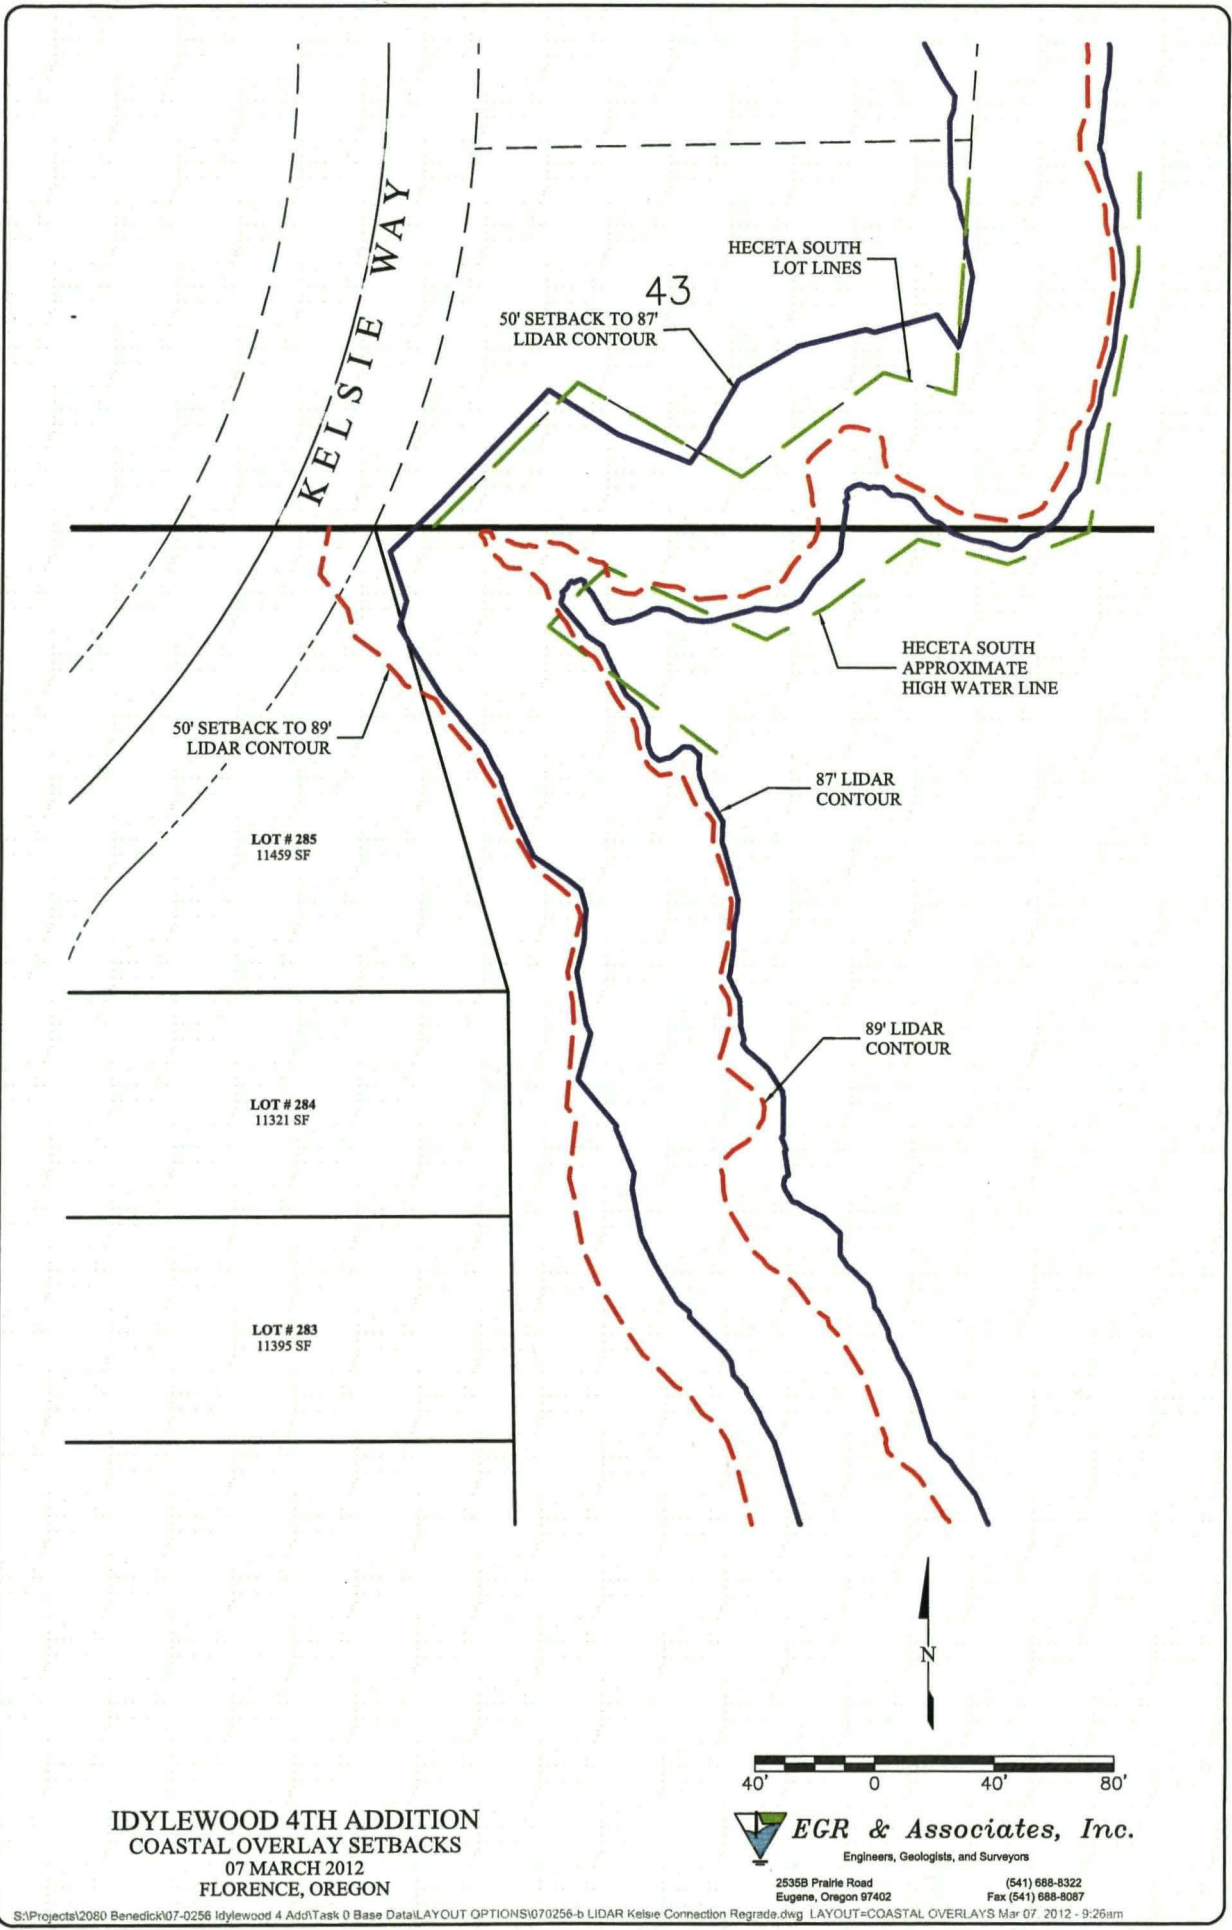 KELSIE WAY
HECETA SOUTH
LOT LINES
43
50' SETBACK TO 87'
LIDAR CONTOUR
HECETA SOUTH
APPROXIMATE
HIGH WATER LINE
50' SETBACK TO 89'
LIDAR CONTOUR
87' LIDAR
CONTOUR
LOT # 285
11459 SF
89' LIDAR
CONTOUR
LOT # 284
11321 SF
LOT # 283
11395 SF
N
40' 0 40' 80'
IDYLEWOOD 4TH ADDITION
COASTAL OVERLAY SETBACKS
07 MARCH 2012
FLORENCE, OREGON
EGR & Associates, Inc.
Engineers, Geologists, and Surveyors
2535B Prairie Road
Eugene, Oregon 97402
(541) 688-8322
Fax (541) 688-8087
S:\Projects\2080 Benedick\07-0256 Idylewood 4 Add\Task 0 Base Data\LAYOUT OPTIONS\070256-b LIDAR Kelsie Connection Regrade.dwg LAYOUT=COASTAL OVERLAYS Mar 07, 2012 - 9:26am